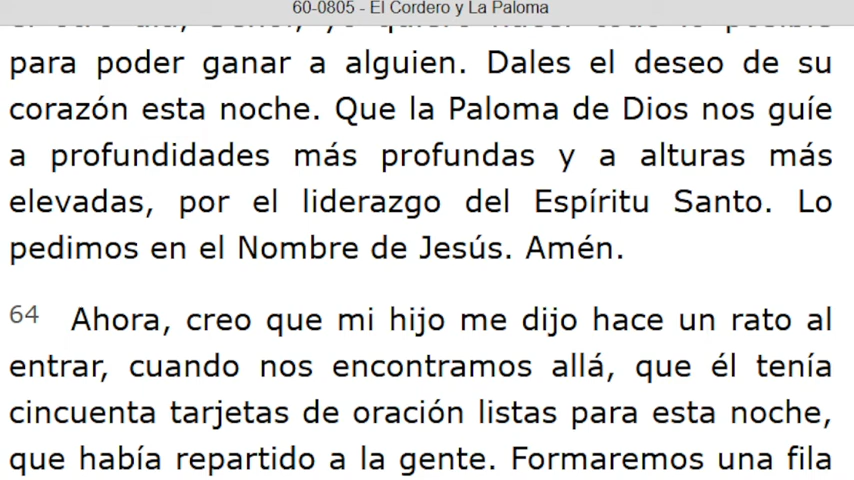 60-0805 - El Cordero y La Paloma
para poder ganar a alguien. Dales el deseo de su
corazón esta noche. Que la Paloma de Dios nos guíe
a profundidades más profundas y a alturas más
elevadas, por el liderazgo del Espíritu Santo. Lo
pedimos en el Nombre de Jesús. Amén.
64 Ahora, creo que mi hijo me dijo hace un rato al
entrar, cuando nos encontramos allá, que él tenía
cincuenta tarjetas de oración listas para esta noche,
que había repartido a la gente. Formaremos una fila